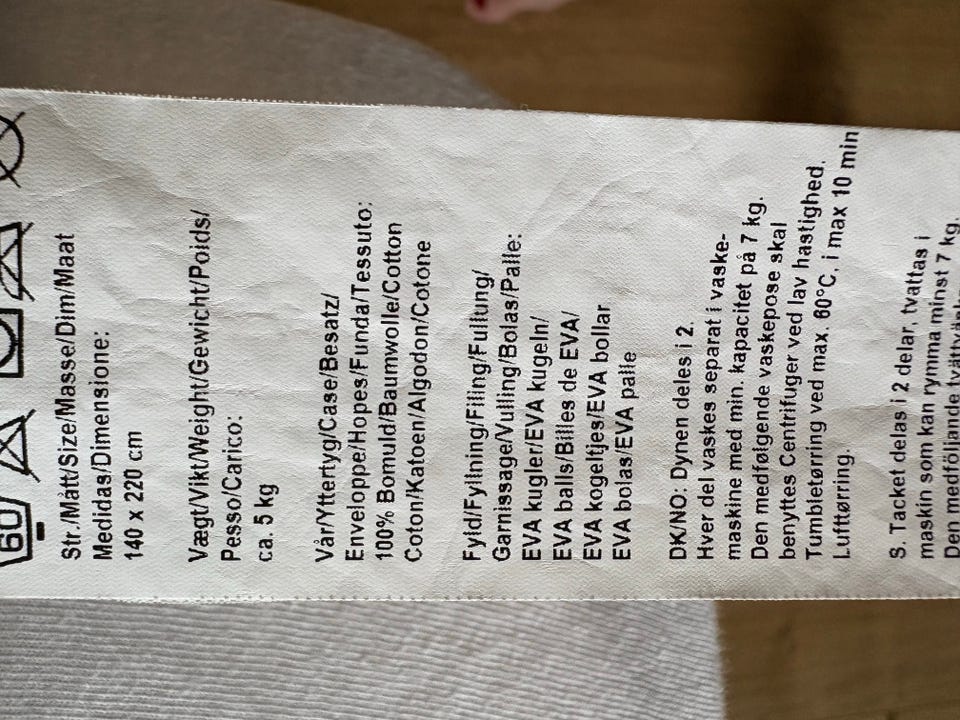 60
Str./Mått/Size/Masse/Dim/Maat
Medidas/Dimensione:
140 x 220 cm
Vægt/Vikt/Weight/Gewicht/Poids/
Pesso/Carico:
ca. 5 kg
Vår/Yttertyg/Case/Besatz/
Enveloppe/Hopes/Funda/Tessuto:
100% Bomuld/Baumwolle/Cotton
Coton/Katoen/Algodon/Cotone
Fyld/Fyllning/Filling/Fullung/
Garnissage/Vulling/Bolas/Palle:
EVA kugler/EVA kugeln/
EVA balls/Billes de EVA/
EVA kogeltjes/EVA bollar
EVA bolas/EVA palle
DK/NO: Dynen deles i 2.
Hver del vaskes separat i vaske-
maskine med min. kapacitet på 7 kg.
Den medfølgende vaskepose skal
benyttes Centrifuger ved lav hastighed.
Tumbletørring ved max. 60°C, i max 10 min
Lufttørring.
S. Tacket delas i 2 delar, tvättas i
maskin som kan rymama minst 7 kg.
Den medföljande